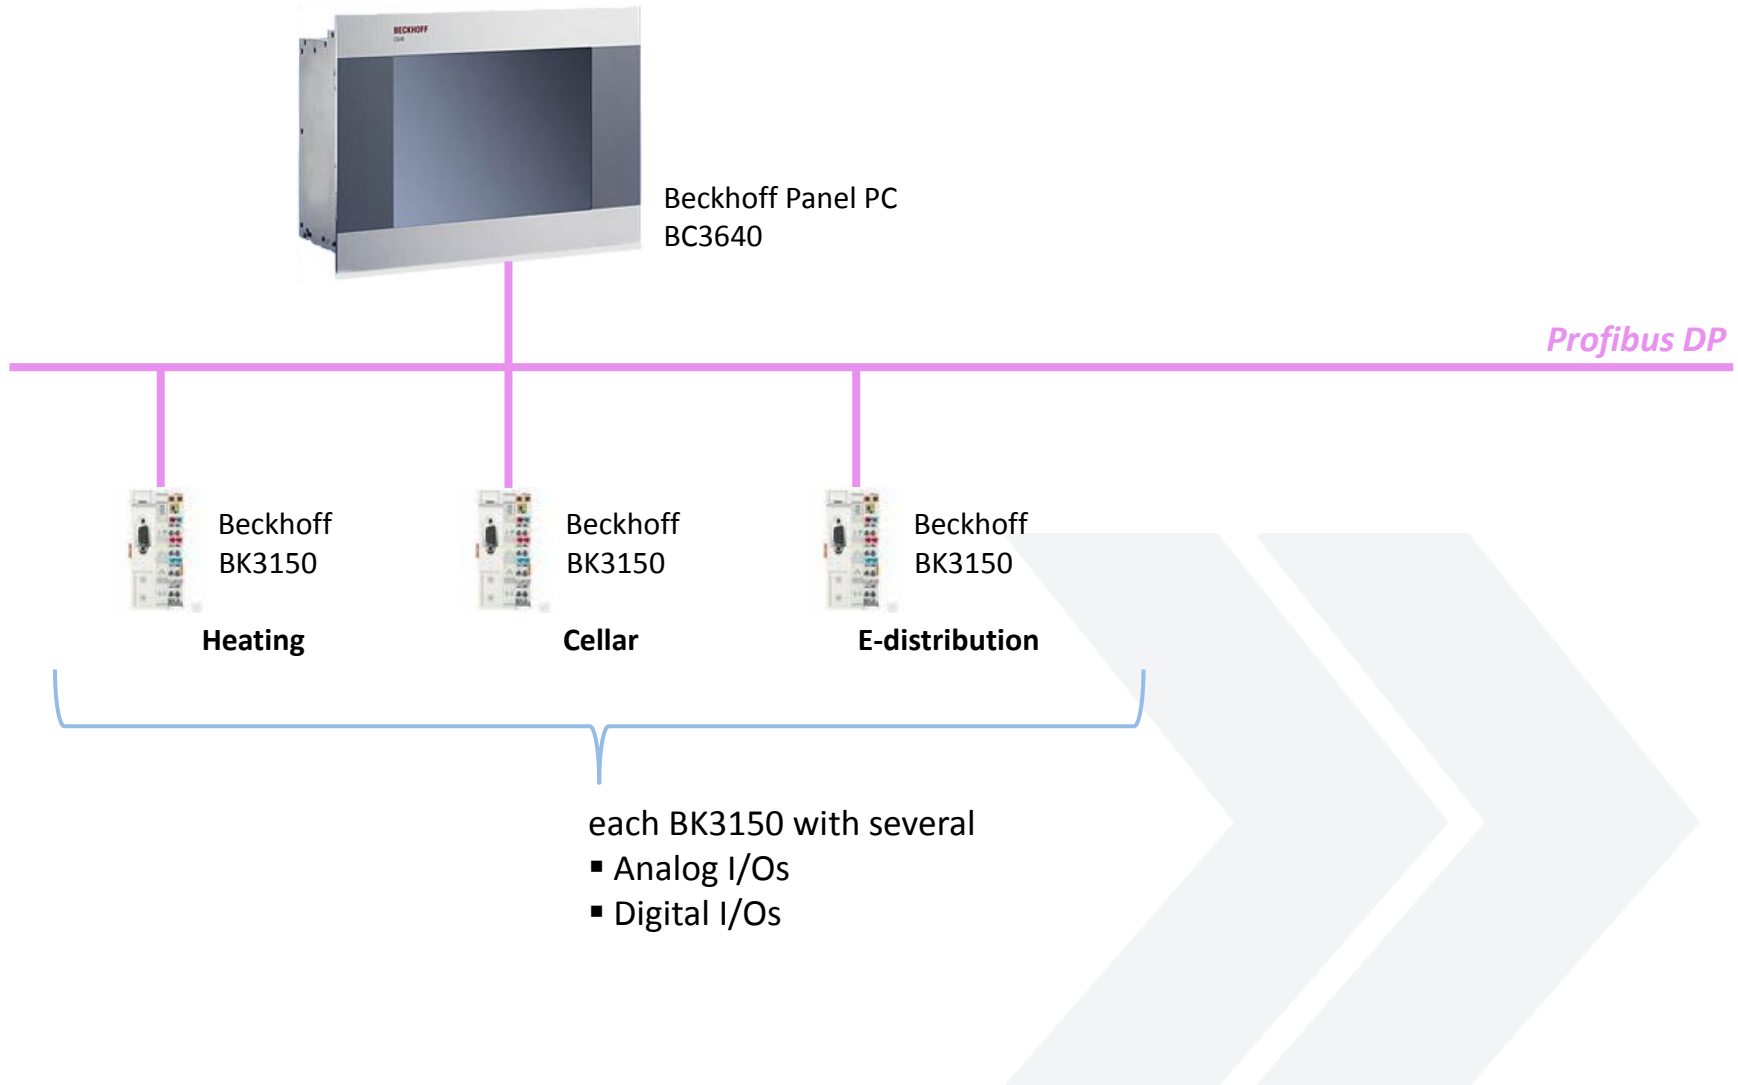 BECKHOFF
Beckhoff Panel PC
BC3640
Profibus DP
Beckhoff
BK3150
Heating
Beckhoff
BK3150
Cellar
Beckhoff
BK3150
E-distribution
each BK3150 with several
▪ Analog I/Os
▪ Digital I/Os